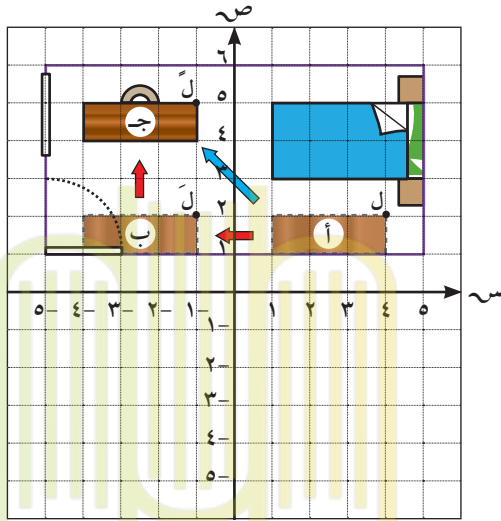 ص
٦
لً
٥
جـ
٤
٣
لَ
٢
ل
ب
أ
١
٥– ٤– ٣– ٢– ١– ١ ٢ ٣ ٤ ٥ س
١–
٢–
٣–
٤–
٥–